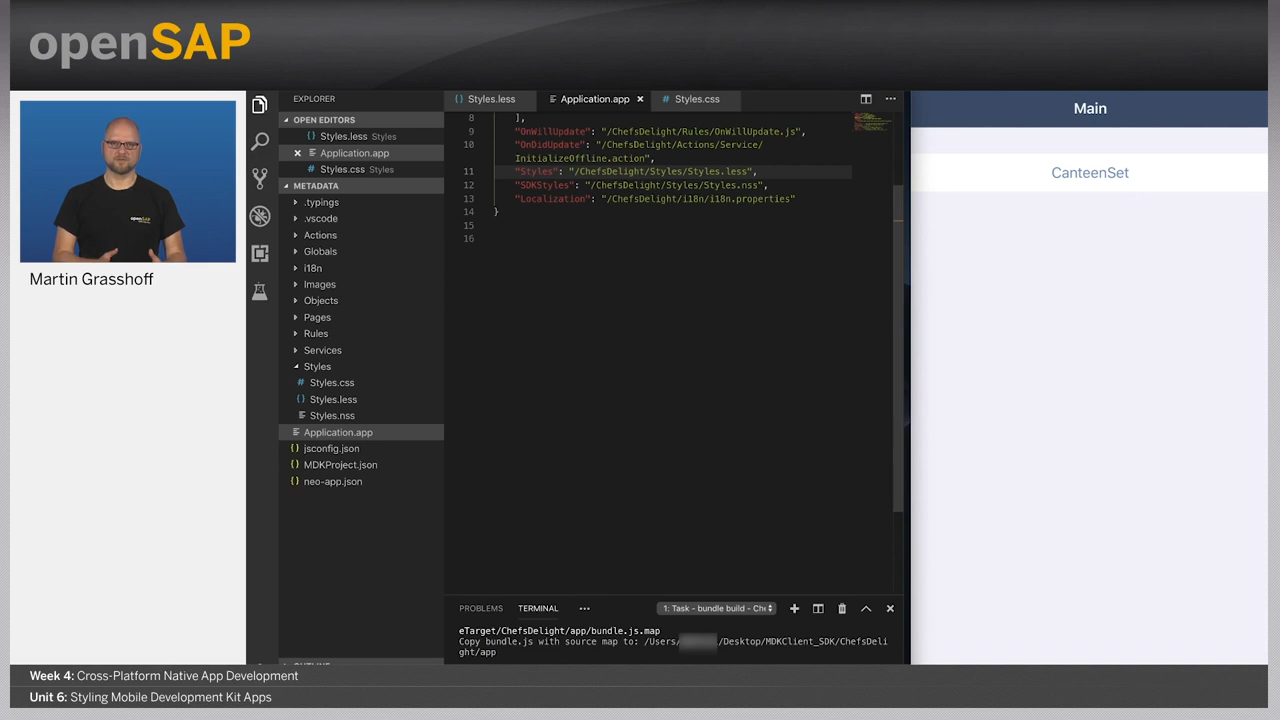 openSAP
Martin Grasshoff
EXPLORER
OPEN EDITORS
Styles.less Styles
Application.app
Styles.css Styles
METADATA
.typings
.vscode
Actions
Globals
i18n
Images
Objects
Pages
Rules
Services
Styles
Styles.css
Styles.less
Styles.nss
Application.app
jsconfig.json
MDKProject.json
neo-app.json
Styles.less
Application.app
Styles.css
8 ],
9 "OnWillUpdate": "/ChefsDelight/Rules/OnWillUpdate.js",
10 "OnDidUpdate": "/ChefsDelight/Actions/Service/
InitializeOffline.action",
11 "Styles": "/ChefsDelight/Styles/Styles.less",
12 "SDKStyles": "/ChefsDelight/Styles/Styles.nss",
13 "Localization": "/ChefsDelight/i18n/i18n.properties"
14 }
15
16
PROBLEMS TERMINAL
1: Task - bundle build - Che
eTarget/ChefsDelight/app/bundle.js.map
Copy bundle.js with source map to: /Users/ /Desktop/MDKClient_SDK/ChefsDeli
ght/app
Main
CanteenSet
Week 4: Cross-Platform Native App Development
Unit 6: Styling Mobile Development Kit Apps